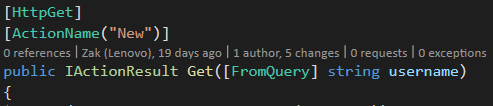 [HttpGet]
[ActionName("New")]
0 references | Zak (Lenovo), 19 days ago | 1 author, 5 changes | 0 requests | 0 exceptions
public IActionResult Get([FromQuery] string username)
{